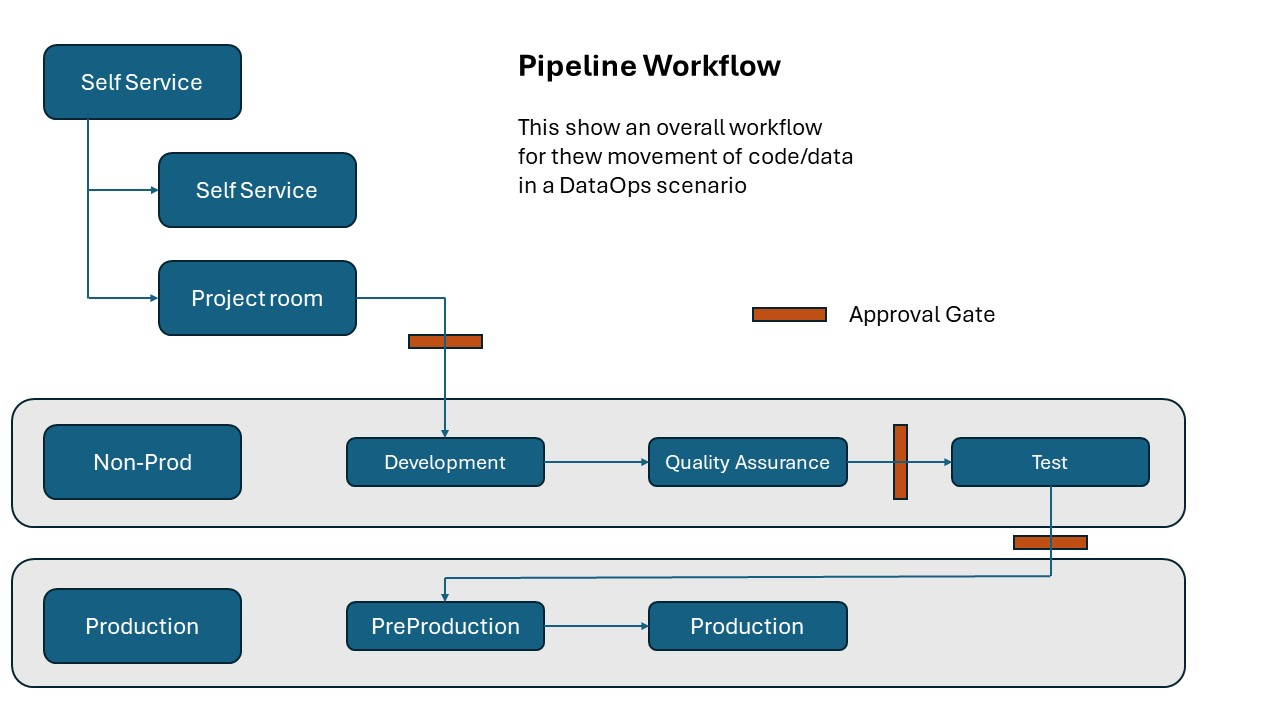 Self Service
Pipeline Workflow
This show an overall workflow
for thew movement of code/data
in a DataOps scenario
Self Service
Project room
Approval Gate
Non-Prod
Development
Quality Assurance
Test
Production
PreProduction
Production